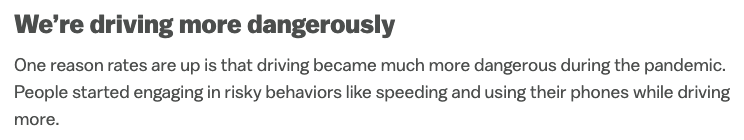 We’re driving more dangerously
One reason rates are up is that driving became much more dangerous during the pandemic.
People started engaging in risky behaviors like speeding and using their phones while driving
more.